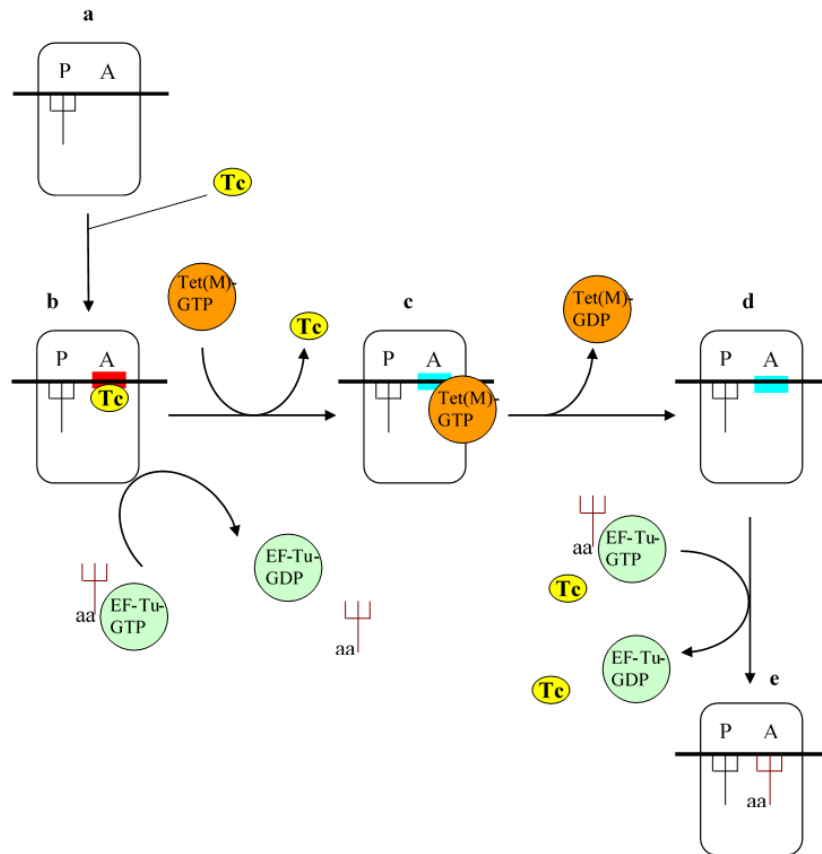 a
P A
Tc
b
Tet(M)-
GTP
Tc
c
Tet(M)-
GDP
d
P A
Tc
P A
Tet(M)-
GTP
P A
aa
EF-Tu-
GTP
EF-Tu-
GDP
aa
aa
EF-Tu-
GTP
Tc
EF-Tu-
GDP
Tc
e
P A
aa